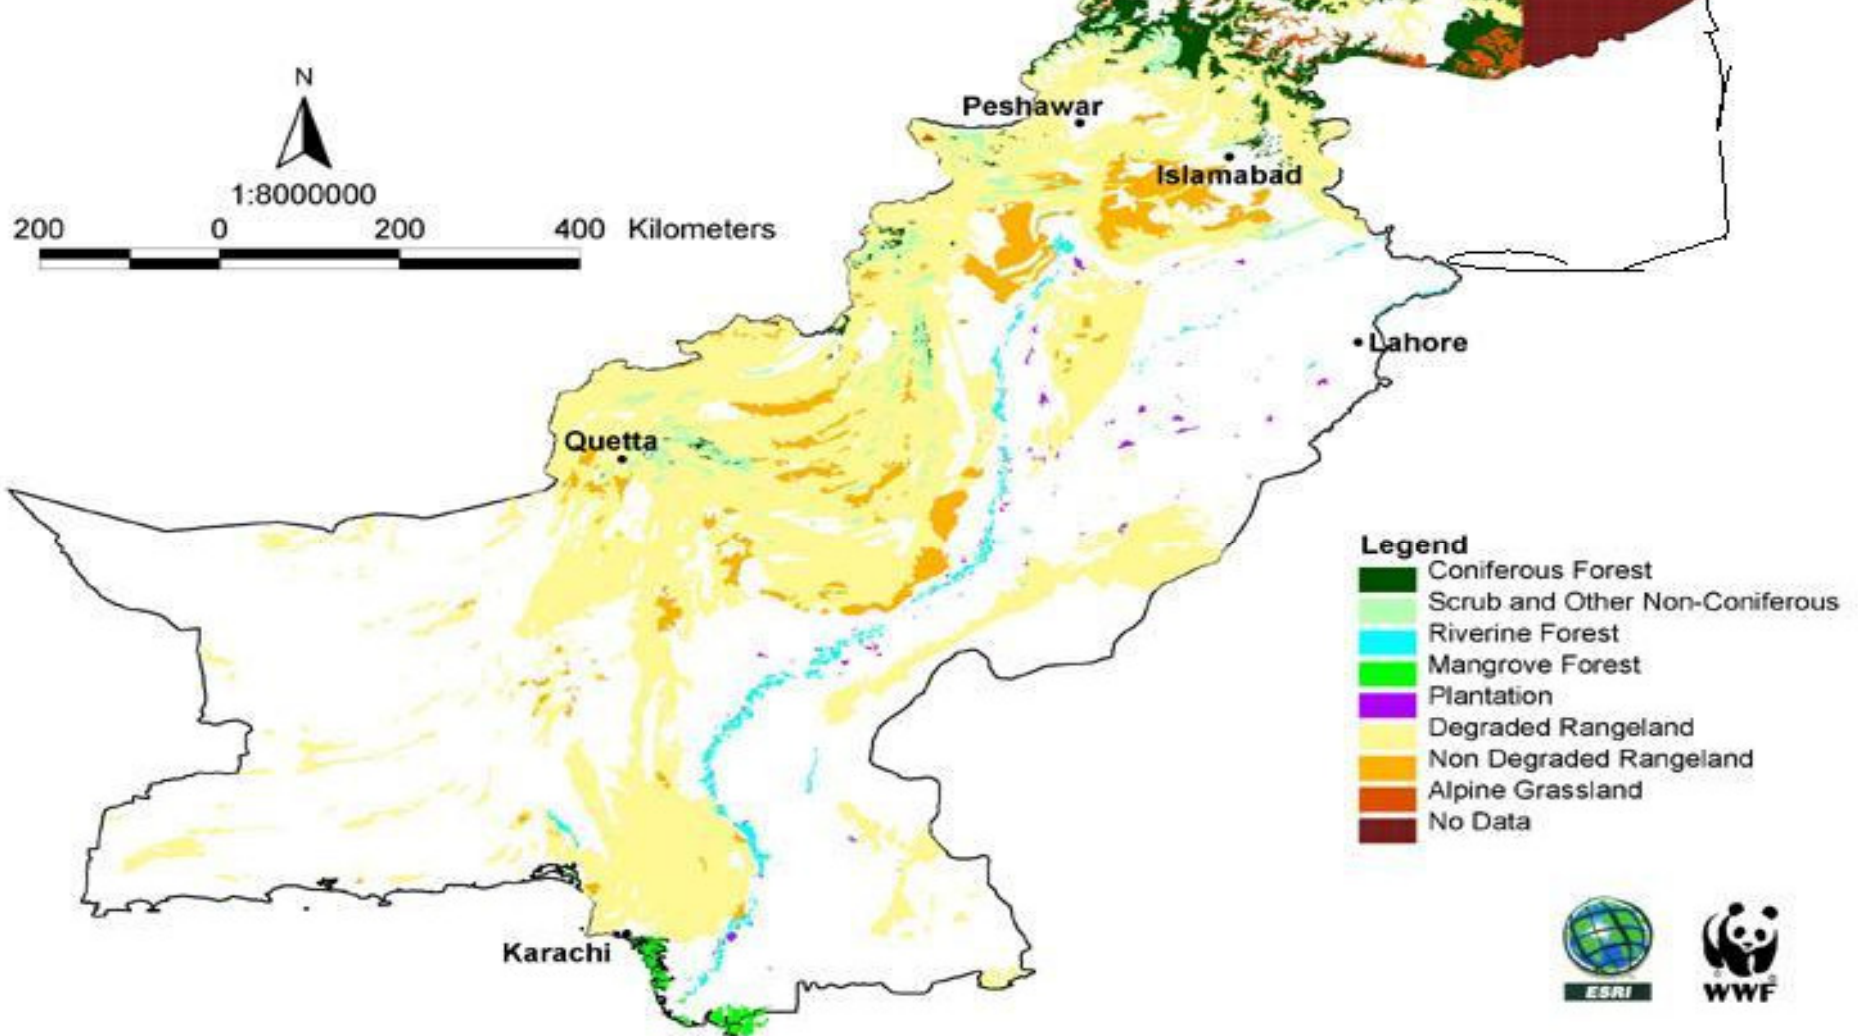 N
1:8000000
200 0 200 400 Kilometers
Peshawar
Islamabad
Lahore
Quetta
Karachi
Legend
Coniferous Forest
Scrub and Other Non-Coniferous
Riverine Forest
Mangrove Forest
Plantation
Degraded Rangeland
Non Degraded Rangeland
Alpine Grassland
No Data
ESRI
WWF